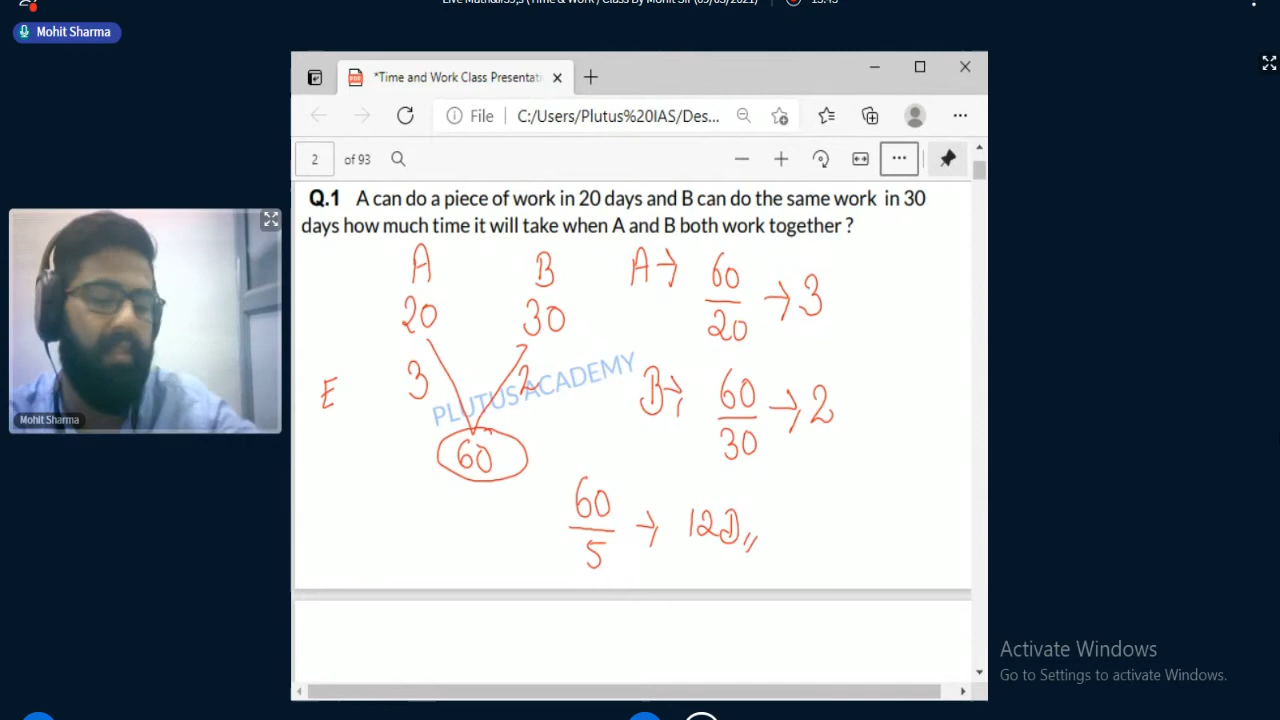 Mohit Sharma
*Time and Work Class Presentati
File
C:/Users/Plutus%20IAS/Des...
2 of 93
Q.1 A can do a piece of work in 20 days and B can do the same work in 30
days how much time it will take when A and B both work together ?
A B A → 60/20 → 3
20 30
E 3 2 B → 60/30 → 2
PLUTUS ACADEMY
60
60/5 → 12D
Mohit Sharma
Activate Windows
Go to Settings to activate Windows.